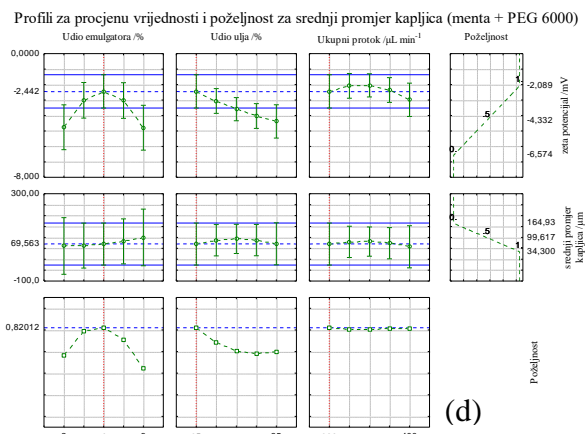 Profili za procjenu vrijednosti i poželjnost za srednji promjer kapljica (menta + PEG 6000)
Udio emulgatora /% Udio ulja /% Ukupni protok /µL min⁻¹ Poželjnost
0,0000
-2,442
-8,000
0. .5 1.
-2,089
-4,332
-6,574
zeta potencijal /mV
300,00
69,563
-100,0
0. .5 1.
164,93
99,617
34,300
srednji promjer
kapljica /µm
0,82012
Poželjnost
(d)